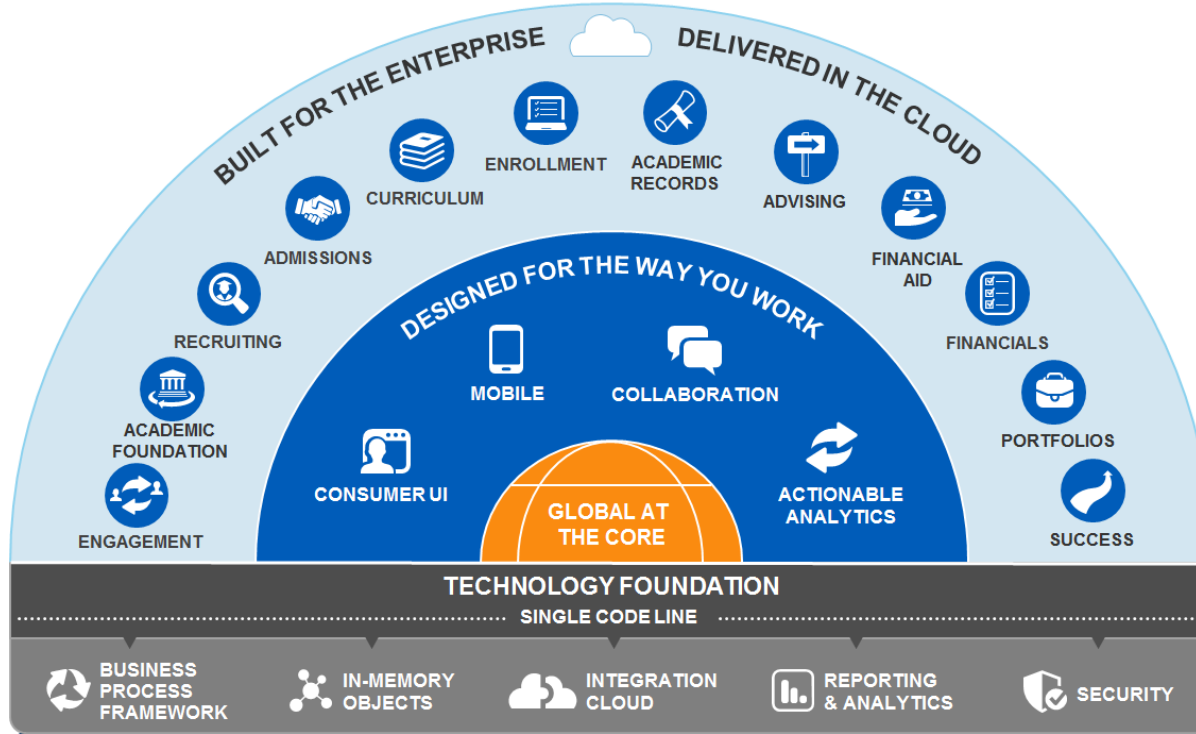 BUILT FOR THE ENTERPRISE
DELIVERED IN THE CLOUD
ENGAGEMENT
ACADEMIC
FOUNDATION
RECRUITING
ADMISSIONS
CURRICULUM
ENROLLMENT
ACADEMIC
RECORDS
ADVISING
FINANCIAL
AID
FINANCIALS
PORTFOLIOS
SUCCESS
DESIGNED FOR THE WAY YOU WORK
CONSUMER UI
MOBILE
COLLABORATION
ACTIONABLE
ANALYTICS
GLOBAL AT
THE CORE
TECHNOLOGY FOUNDATION
SINGLE CODE LINE
BUSINESS
PROCESS
FRAMEWORK
IN-MEMORY
OBJECTS
INTEGRATION
CLOUD
REPORTING
& ANALYTICS
SECURITY